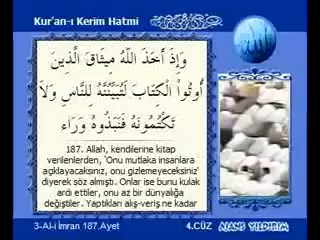 Kur'an-ı Kerim Hatmi
وَإِذْ أَخَذَ اللَّهُ مِيثَاقَ الَّذِينَ
أُوتُوا الْكِتَابَ لَتُبَيِّنُنَّهُ لِلنَّاسِ وَلَا
تَكْتُمُونَهُ فَنَبَذُوهُ وَرَاءَ
187. Allah, kendilerine kitap
verilenlerden, 'Onu mutlaka insanlara
açıklayacaksınız, onu gizlemeyeceksiniz'
diyerek söz almıştı. Onlar ise bunu kulak
ardı ettiler, onu az bir dünyalığa
değiştiler. Yaptıkları alış-veriş ne kadar
3-Al-i İmran 187.Ayet
4.CÜZ
AJANS YILDIRIM
الله